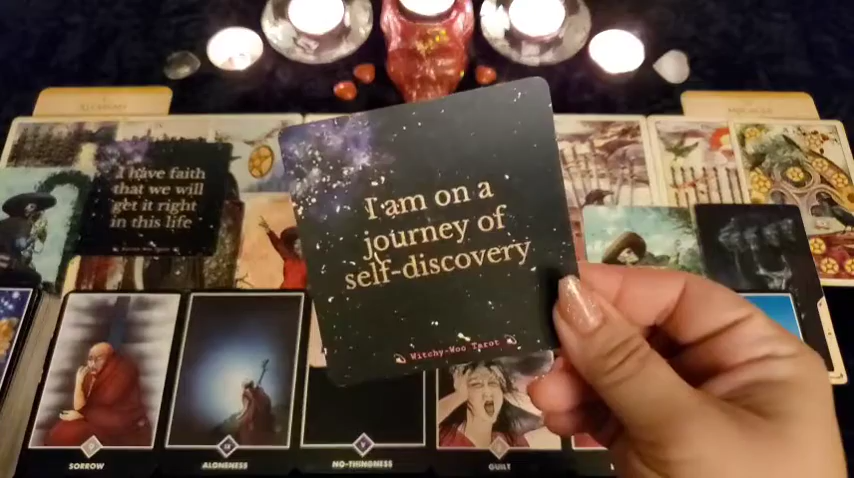 I have faith
that we will
get it right
in this life
I am on a
journey of
self-discovery
Witchy-Woo Tarot
IX
V
SORROW
ALONENESS
NO-THINGNESS
GUILT